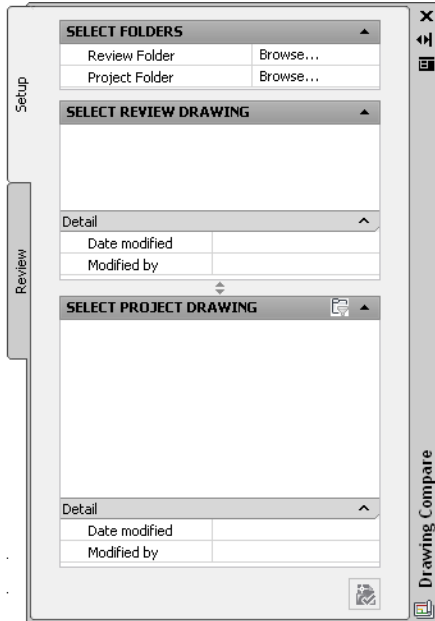 Setup
Review
SELECT FOLDERS
Review Folder Browse...
Project Folder Browse...
SELECT REVIEW DRAWING
Detail
Date modified
Modified by
SELECT PROJECT DRAWING
Detail
Date modified
Modified by
Drawing Compare